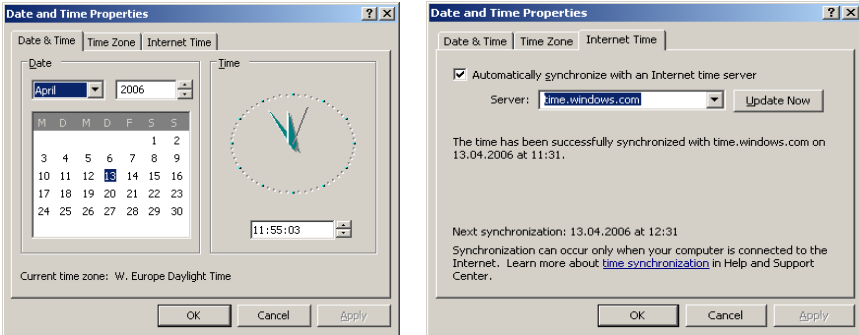 Date and Time Properties
Date & Time Time Zone Internet Time
Date
April 2006
M D M D F S S
1 2
3 4 5 6 7 8 9
10 11 12 13 14 15 16
17 18 19 20 21 22 23
24 25 26 27 28 29 30
Time
11:55:03
Current time zone: W. Europe Daylight Time
OK Cancel Apply
Date and Time Properties
Date & Time Time Zone Internet Time
Automatically synchronize with an Internet time server
Server: time.windows.com Update Now
The time has been successfully synchronized with time.windows.com on
13.04.2006 at 11:31.
Next synchronization: 13.04.2006 at 12:31
Synchronization can occur only when your computer is connected to the
Internet. Learn more about time synchronization in Help and Support
Center.
OK Cancel Apply